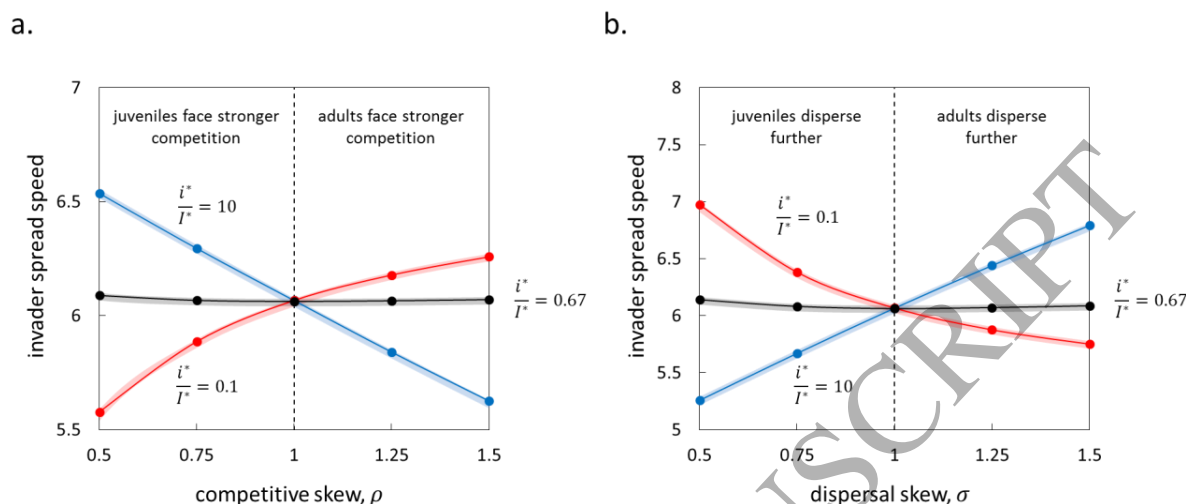 a.
7
6.5
6
5.5
0.5
0.75
1
1.25
1.5
invader spread speed
competitive skew, ρ
juveniles face stronger
competition
adults face stronger
competition
i*/I* = 10
i*/I* = 0.67
i*/I* = 0.1
b.
8
7.5
7
6.5
6
5.5
5
0.5
0.75
1
1.25
1.5
invader spread speed
dispersal skew, σ
juveniles disperse
further
adults disperse
further
i*/I* = 0.1
i*/I* = 0.67
i*/I* = 10
USCRIPT